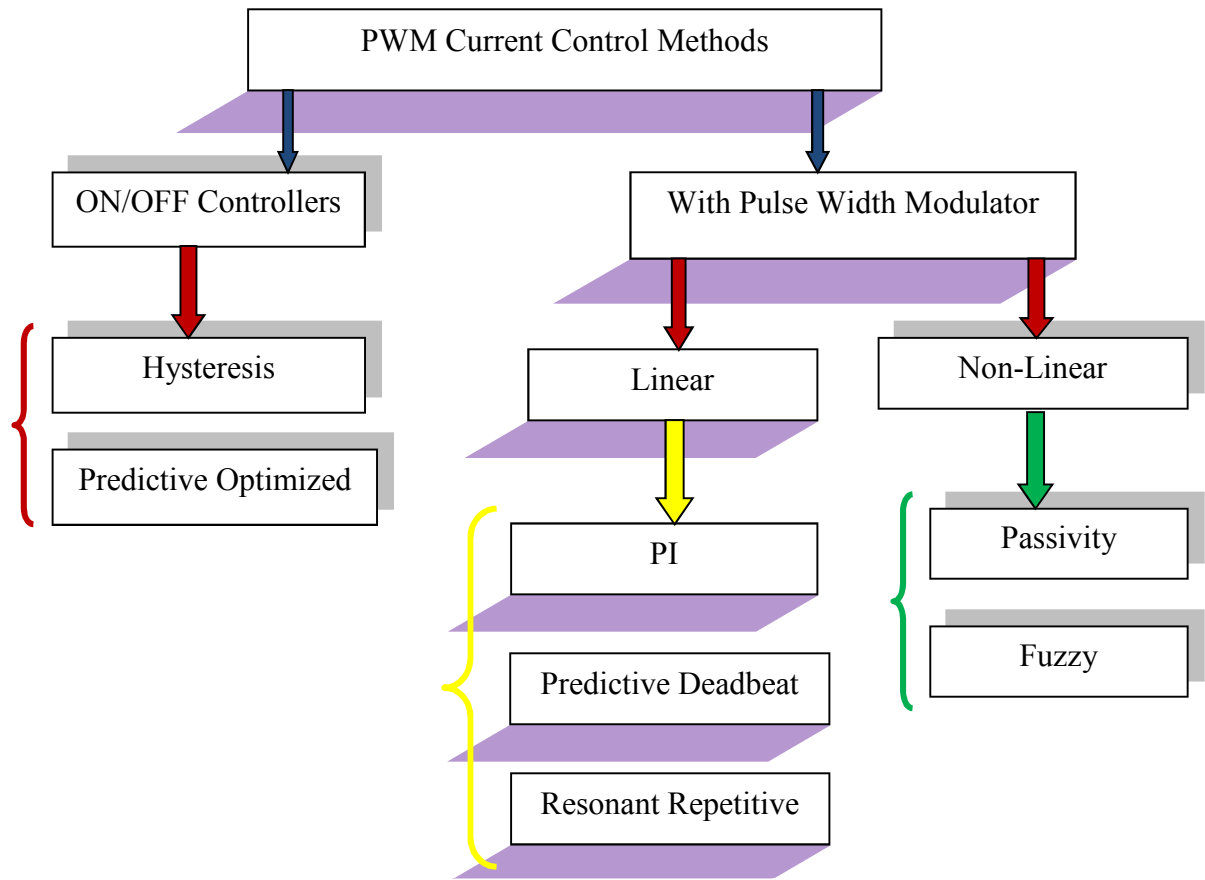 PWM Current Control Methods
ON/OFF Controllers
With Pulse Width Modulator
Hysteresis
Predictive Optimized
Linear
Non-Linear
PI
Predictive Deadbeat
Resonant Repetitive
Passivity
Fuzzy